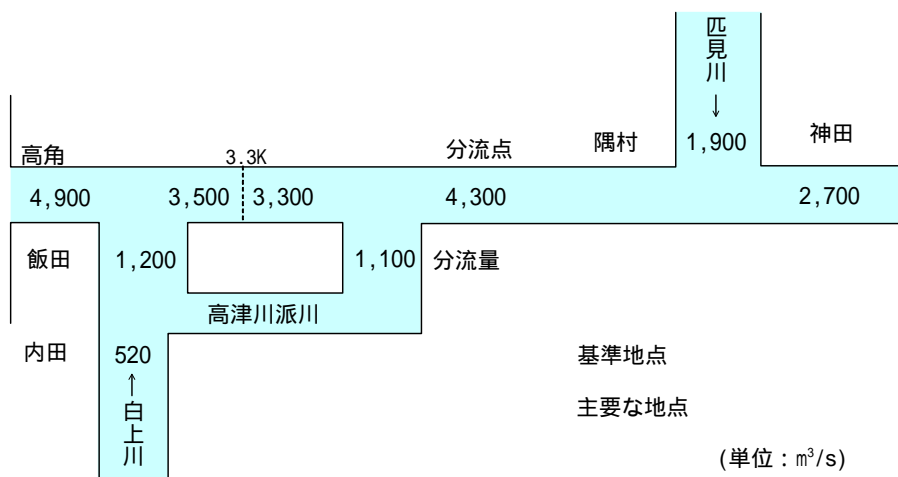 匹見川
↓
1,900
神田
隅村
分流点
3.3K
高角
4,900
3,500
3,300
4,300
2,700
飯田
1,200
1,100
分流量
高津川派川
内田
520
↑
白上川
基準地点
主要な地点
(単位：m³/s)